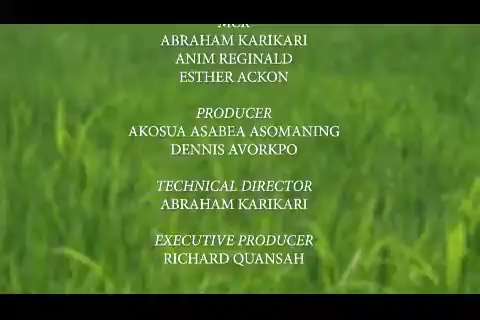 MCR
ABRAHAM KARIKARI
ANIM REGINALD
ESTHER ACKON
PRODUCER
AKOSUA ASABEA ASOMANING
DENNIS AVORKPO
TECHNICAL DIRECTOR
ABRAHAM KARIKARI
EXECUTIVE PRODUCER
RICHARD QUANSAH